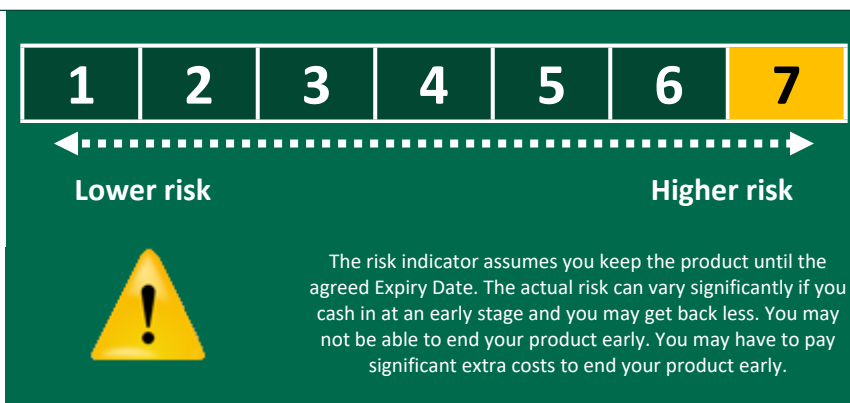 1 2 3 4 5 6 7
Lower risk Higher risk
!
The risk indicator assumes you keep the product until the
agreed Expiry Date. The actual risk can vary significantly if you
cash in at an early stage and you may get back less. You may
not be able to end your product early. You may have to pay
significant extra costs to end your product early.